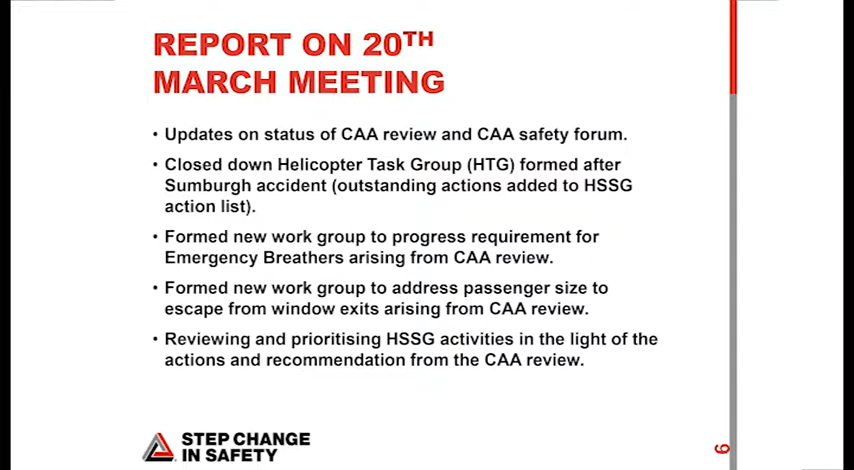 REPORT ON 20TH
MARCH MEETING
• Updates on status of CAA review and CAA safety forum.
• Closed down Helicopter Task Group (HTG) formed after
Sumburgh accident (outstanding actions added to HSSG
action list).
• Formed new work group to progress requirement for
Emergency Breathers arising from CAA review.
• Formed new work group to address passenger size to
escape from window exits arising from CAA review.
• Reviewing and prioritising HSSG activities in the light of the
actions and recommendation from the CAA review.
STEP CHANGE
IN SAFETY
6